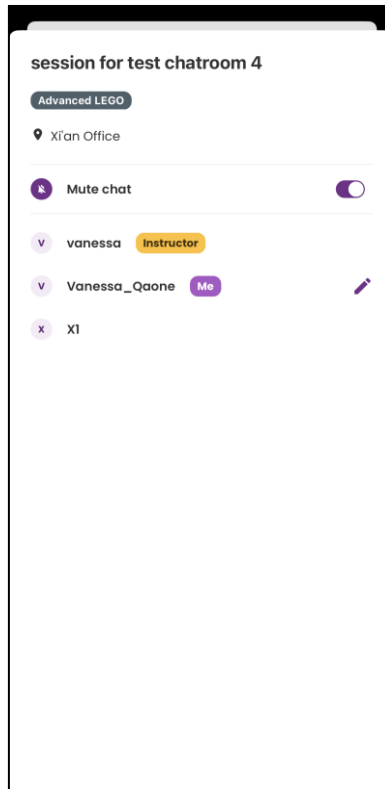 session for test chatroom 4
Advanced LEGO
Xi'an Office
Mute chat
V vanessa Instructor
V Vanessa_Qaone Me
X X1